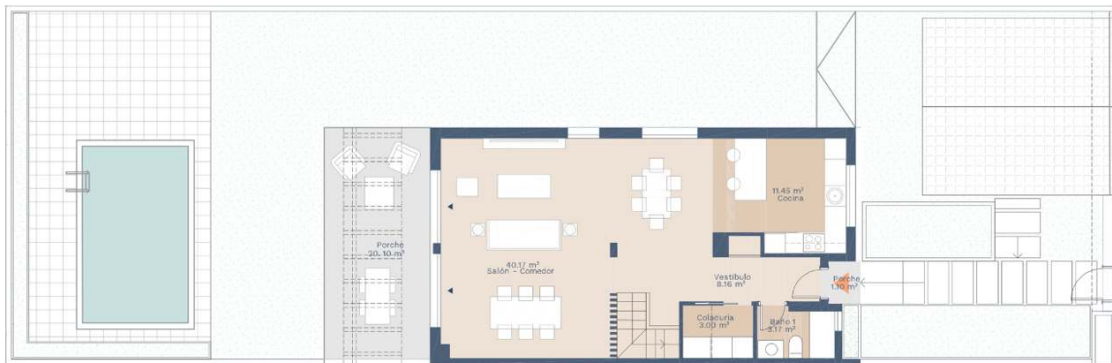 11.45 m²
Cocina
Porche
20.10 m²
40.17 m²
Salón - Comedor
Vestíbulo
8.16 m²
Porche
1.10 m²
Coladuría
3.00 m²
Baño 1
3.17 m²